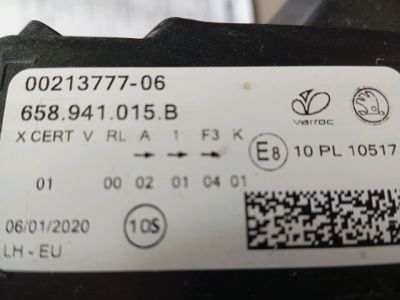 00213777-06
658.941.015.B
varroc
X CERT V RL A 1 F3 K
E8 10 PL 10517
01 00 02 01 04 01
06/01/2020
10S
LH - EU